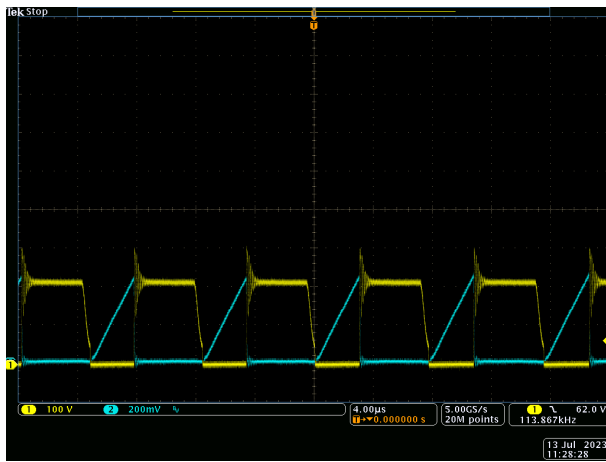 Tek Stop
1
1 100 V 2 200mV
4.00µs
T→▼0.000000 s
5.00GS/s
20M points
1 62.0 V
113.867kHz
13 Jul 2023
11:28:28